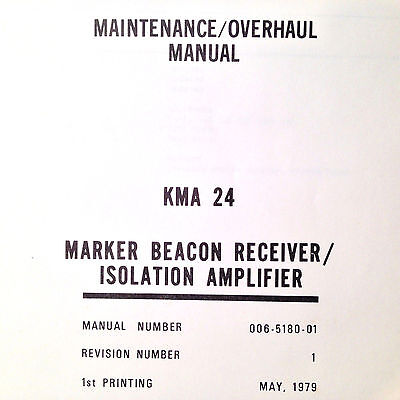 MAINTENANCE/OVERHAUL
MANUAL
KMA 24
MARKER BEACON RECEIVER/
ISOLATION AMPLIFIER
MANUAL NUMBER 006-5180-01
REVISION NUMBER 1
1st PRINTING MAY, 1979